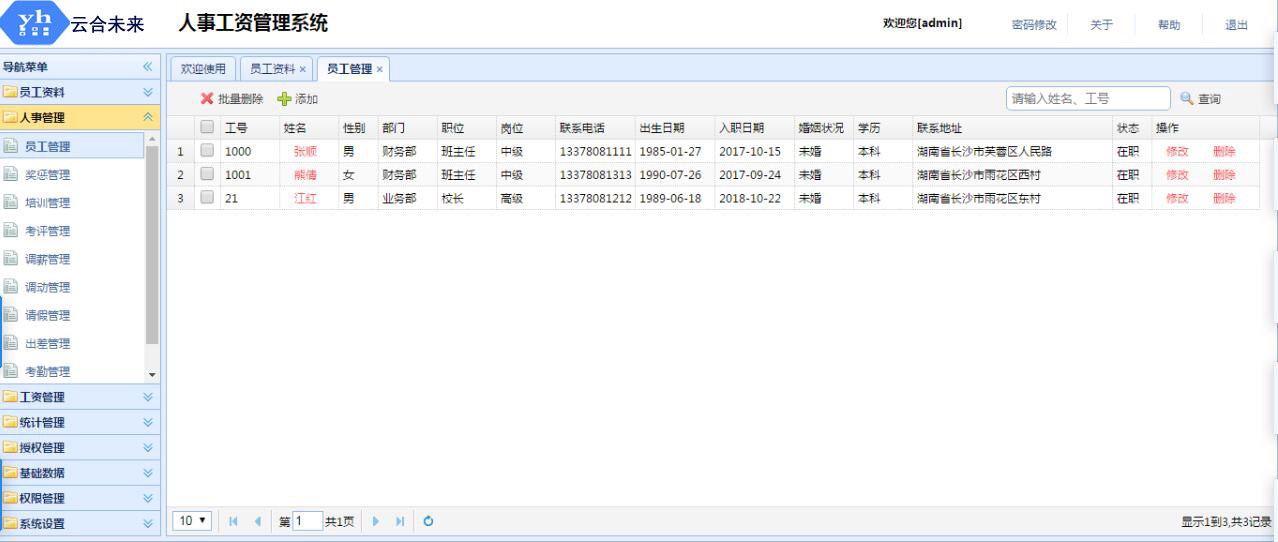 yh 云合未来
人事工资管理系统
欢迎您[admin] 密码修改 关于 帮助 退出
导航菜单
员工资料
人事管理
员工管理
奖惩管理
培训管理
考评管理
调薪管理
调动管理
请假管理
出差管理
考勤管理
工资管理
统计管理
授权管理
基础数据
权限管理
系统设置
欢迎使用 员工资料 × 员工管理 ×
批量删除 添加 请输入姓名、工号 查询
工号 姓名 性别 部门 职位 岗位 联系电话 出生日期 入职日期 婚姻状况 学历 联系地址 状态 操作
1 1000 张顺 男 财务部 班主任 中级 13378081111 1985-01-27 2017-10-15 未婚 本科 湖南省长沙市芙蓉区人民路 在职 修改 删除
2 1001 熊倩 女 财务部 班主任 中级 13378081313 1990-07-26 2017-09-24 未婚 本科 湖南省长沙市雨花区西村 在职 修改 删除
3 21 江红 男 业务部 校长 高级 13378081212 1989-06-18 2018-10-22 未婚 本科 湖南省长沙市雨花区东村 在职 修改 删除
10 第 1 共1页 显示1到3,共3记录